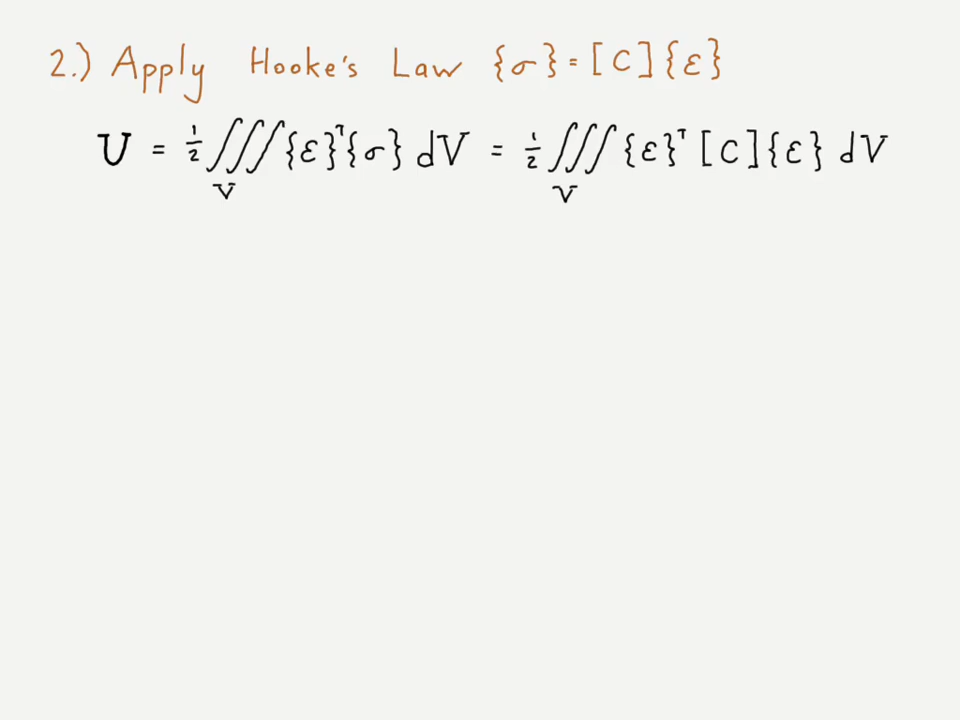 2.) Apply Hooke's Law {σ} = [C]{ε}
U = ½ ∭_V {ε}ᵀ{σ} dV = ½ ∭_V {ε}ᵀ [C]{ε} dV